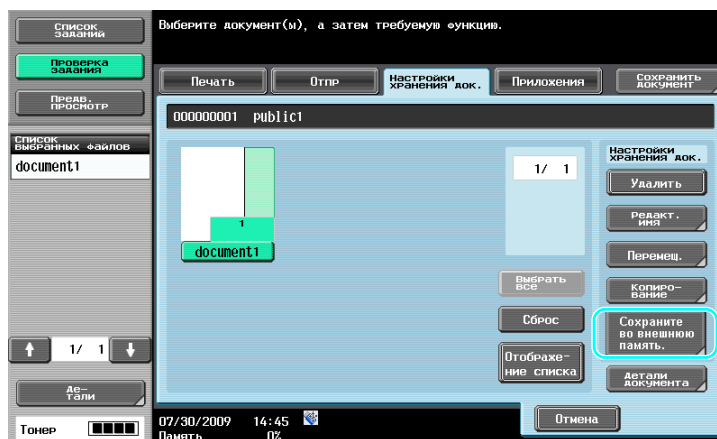 Список
заданий
Проверка
задания
Предв.
просмотр
Список
выбранных файлов
document1
1/ 1
Де-
тали
Тонер
Выберите документ(ы), а затем требуемую функцию.
Печать
Отпр
Настройки
хранения док.
Приложения
Сохранить
документ
000000001 public1
1
document1
1/ 1
Выбрать
все
Сброс
Отображе-
ние списка
Настройки
хранения док.
Удалить
Редакт.
имя
Перемещ.
Копиро-
вание
Сохраните
во внешнюю
память.
Детали
документа
07/30/2009 14:45
Память 0%
Отмена